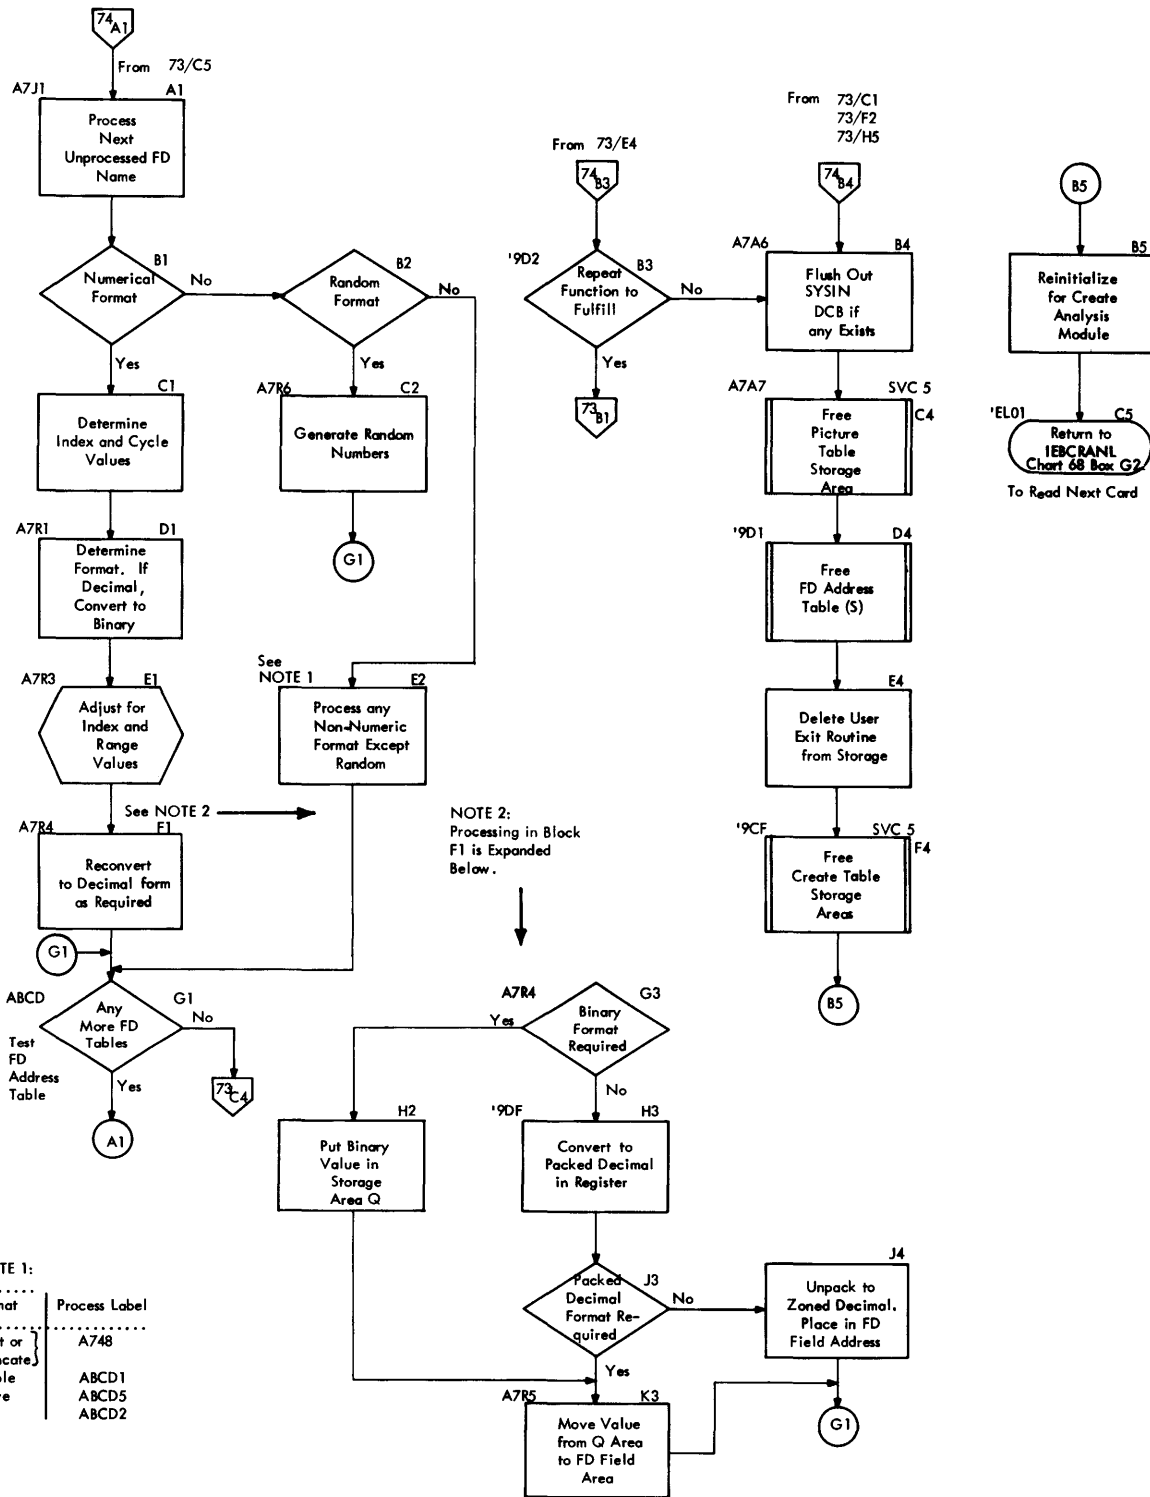 74
A1
From 73/C5
A7J1
A1
Process
Next
Unprocessed FD
Name
B1
Numerical
Format
No
Yes
B2
Random
Format
No
Yes
C1
Determine
Index and Cycle
Values
A7R6
C2
Generate Random
Numbers
G1
A7R1
D1
Determine
Format. If
Decimal,
Convert to
Binary
A7R3
E1
Adjust for
Index and
Range
Values
See
NOTE 1
E2
Process any
Non-Numeric
Format Except
Random
See NOTE 2
A7R4
F1
Reconvert
to Decimal form
as Required
G1
ABCD
G1
Any
More FD
Tables
No
Yes
Test
FD
Address
Table
73
C4
A1
From 73/E4
74
B3
'9D2
B3
Repeat
Function to
Fulfill
No
Yes
73
B1
From 73/C1
73/F2
73/H5
74
B4
A7A6
B4
Flush Out
SYSIN
DCB if
any Exists
A7A7
SVC 5
C4
Free
Picture
Table
Storage
Area
'9D1
D4
Free
FD Address
Table (S)
E4
Delete User
Exit Routine
from Storage
'9CF
SVC 5
F4
Free
Create Table
Storage
Areas
B5
B5
B5
Reinitialize
for Create
Analysis
Module
'EL01
C5
Return to
IEBCRANL
Chart 68 Box G2
To Read Next Card
NOTE 2:
Processing in Block
F1 is Expanded
Below.
A7R4
G3
Binary
Format
Required
Yes
No
H2
Put Binary
Value in
Storage
Area Q
'9DF
H3
Convert to
Packed Decimal
in Register
J3
Packed
Decimal
Format Re-
quired
No
Yes
J4
Unpack to
Zoned Decimal.
Place in FD
Field Address
A7R5
K3
Move Value
from Q Area
to FD Field
Area
G1
TE 1:
mat Process Label
t or A748
ncate
ple ABCD1
ve ABCD5
ABCD2